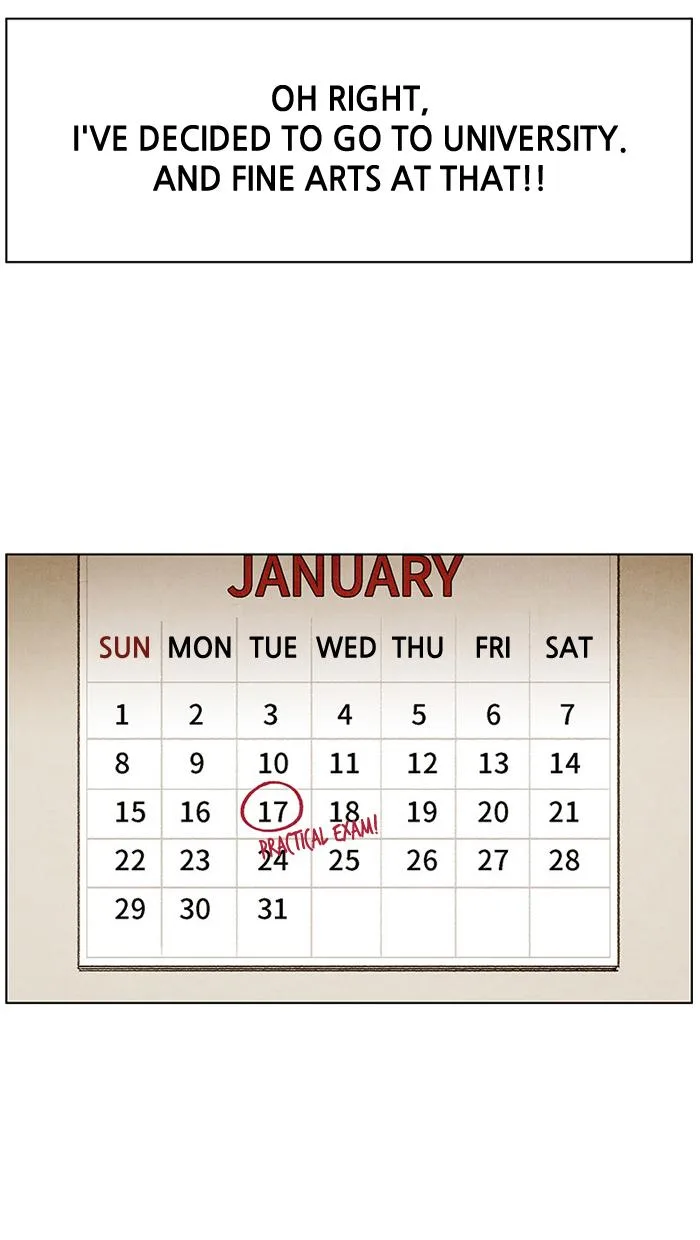 OH RIGHT,
I'VE DECIDED TO GO TO UNIVERSITY.
AND FINE ARTS AT THAT!!
JANUARY
SUN MON TUE WED THU FRI SAT
1 2 3 4 5 6 7
8 9 10 11 12 13 14
15 16 17 18 19 20 21
PRACTICAL EXAM!
22 23 24 25 26 27 28
29 30 31